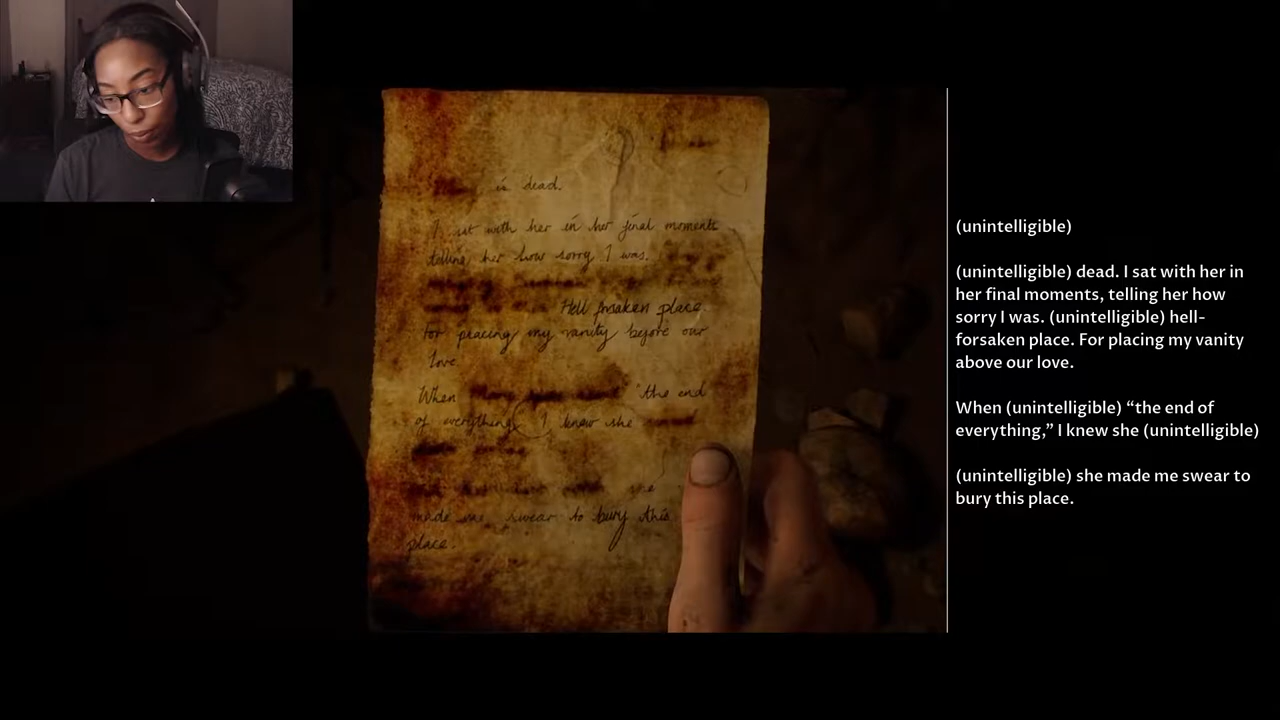 is dead.
I sat with her in her final moments
telling her how sorry I was.
Hell forsaken place.
For placing my vanity before our
love
When "the end
of everything, I knew she
she
made me swear to bury this
place.
(unintelligible)
(unintelligible) dead. I sat with her in
her final moments, telling her how
sorry I was. (unintelligible) hell-
forsaken place. For placing my vanity
above our love.
When (unintelligible) “the end of
everything,” I knew she (unintelligible)
(unintelligible) she made me swear to
bury this place.